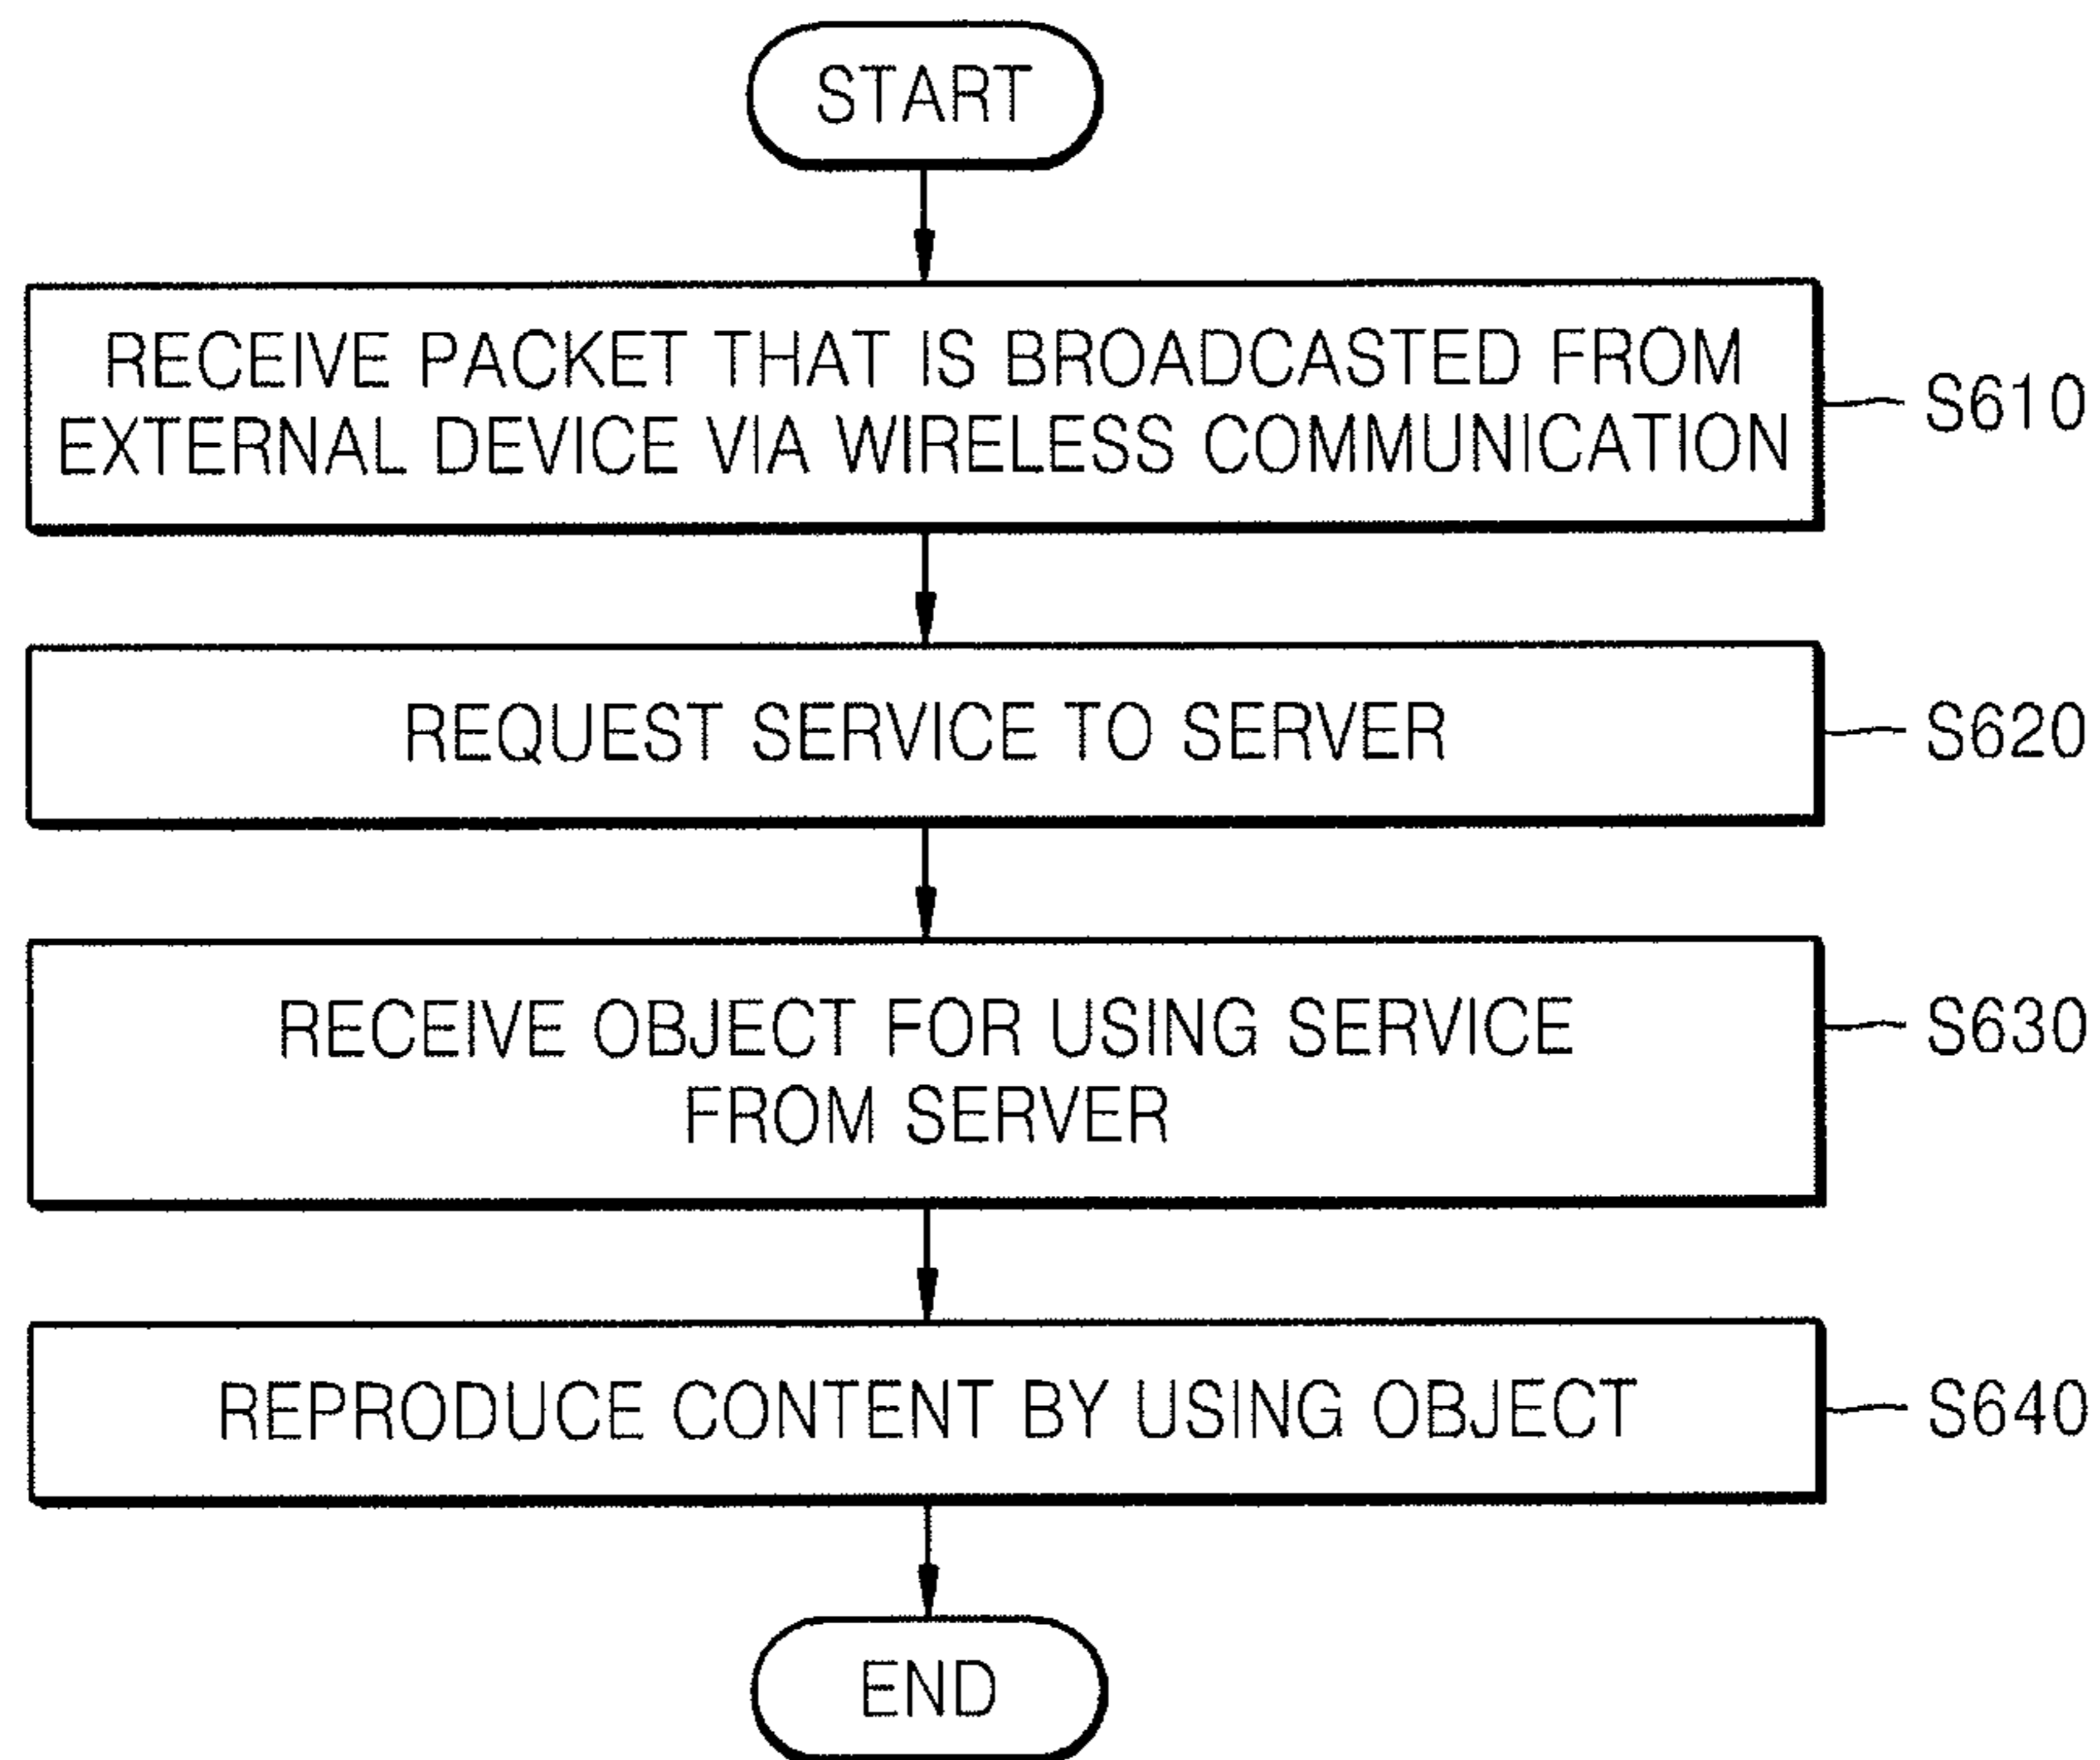 START
RECEIVE PACKET THAT IS BROADCASTED FROM
EXTERNAL DEVICE VIA WIRELESS COMMUNICATION
S610
REQUEST SERVICE TO SERVER
S620
RECEIVE OBJECT FOR USING SERVICE
FROM SERVER
S630
REPRODUCE CONTENT BY USING OBJECT
S640
END